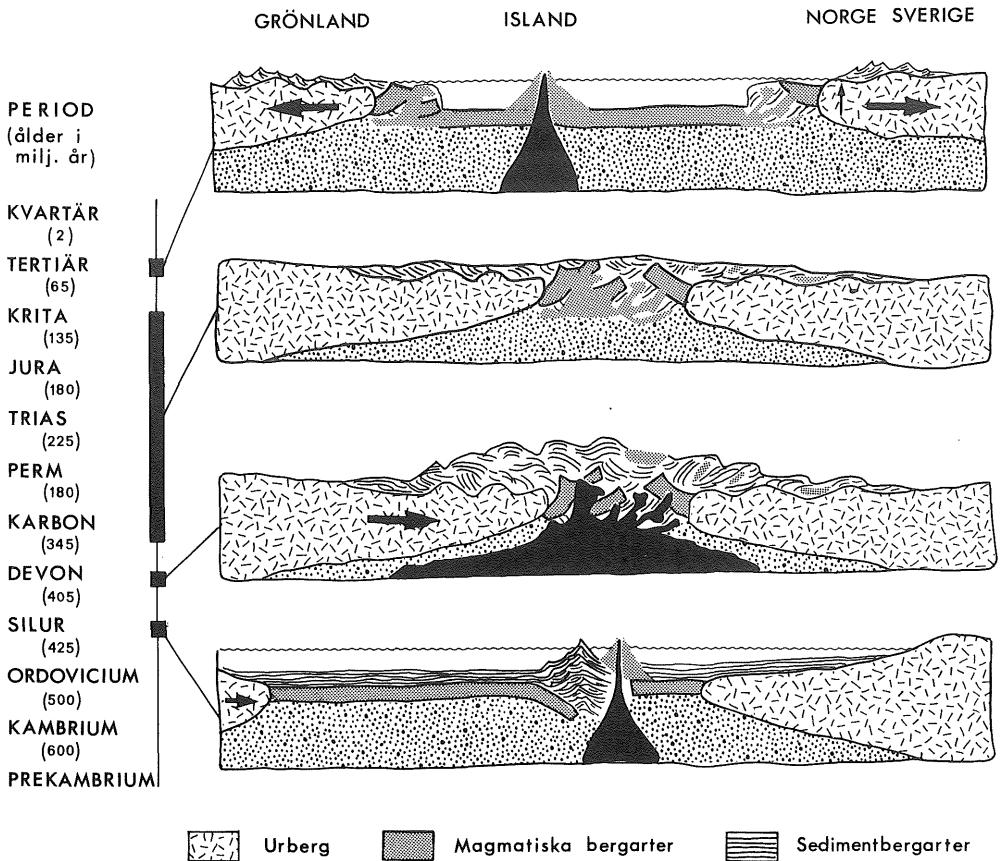 GRÖNLAND ISLAND NORGE SVERIGE
PERIOD
(ålder i
milj. år)
KVARTÄR
(2)
TERTIÄR
(65)
KRITA
(135)
JURA
(180)
TRIAS
(225)
PERM
(180)
KARBON
(345)
DEVON
(405)
SILUR
(425)
ORDOVICIUM
(500)
KAMBRIUM
(600)
PREKAMBRIUM
Urberg Magmatiska bergarter Sedimentbergarter